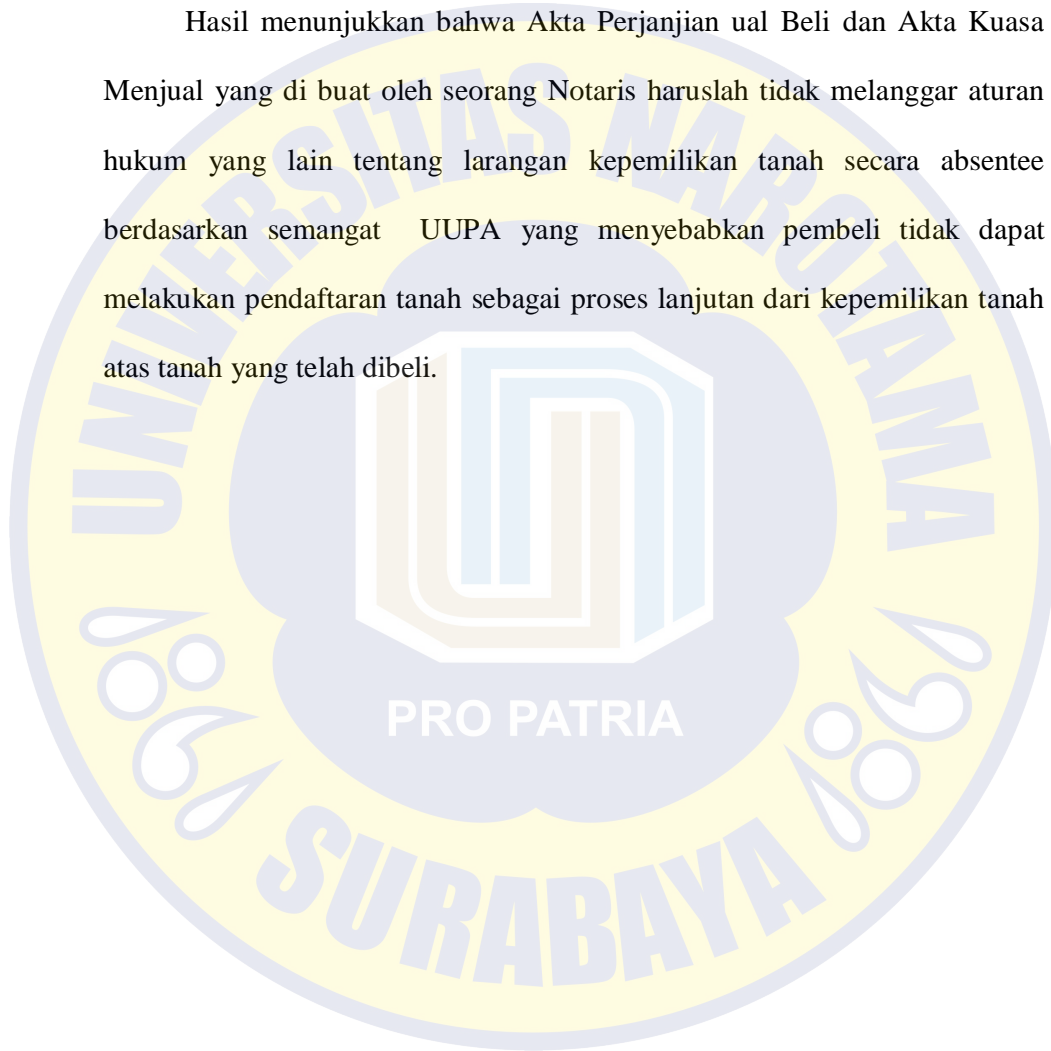 Hasil menunjukkan bahwa Akta Perjanjian ual Beli dan Akta Kuasa
Menjual yang di buat oleh seorang Notaris haruslah tidak melanggar aturan
hukum yang lain tentang larangan kepemilikan tanah secara absentee
berdasarkan semangat UUPA yang menyebabkan pembeli tidak dapat
melakukan pendaftaran tanah sebagai proses lanjutan dari kepemilikan tanah
atas tanah yang telah dibeli.
UNIVERSITAS NAROTAMA
PRO PATRIA
SURABAYA